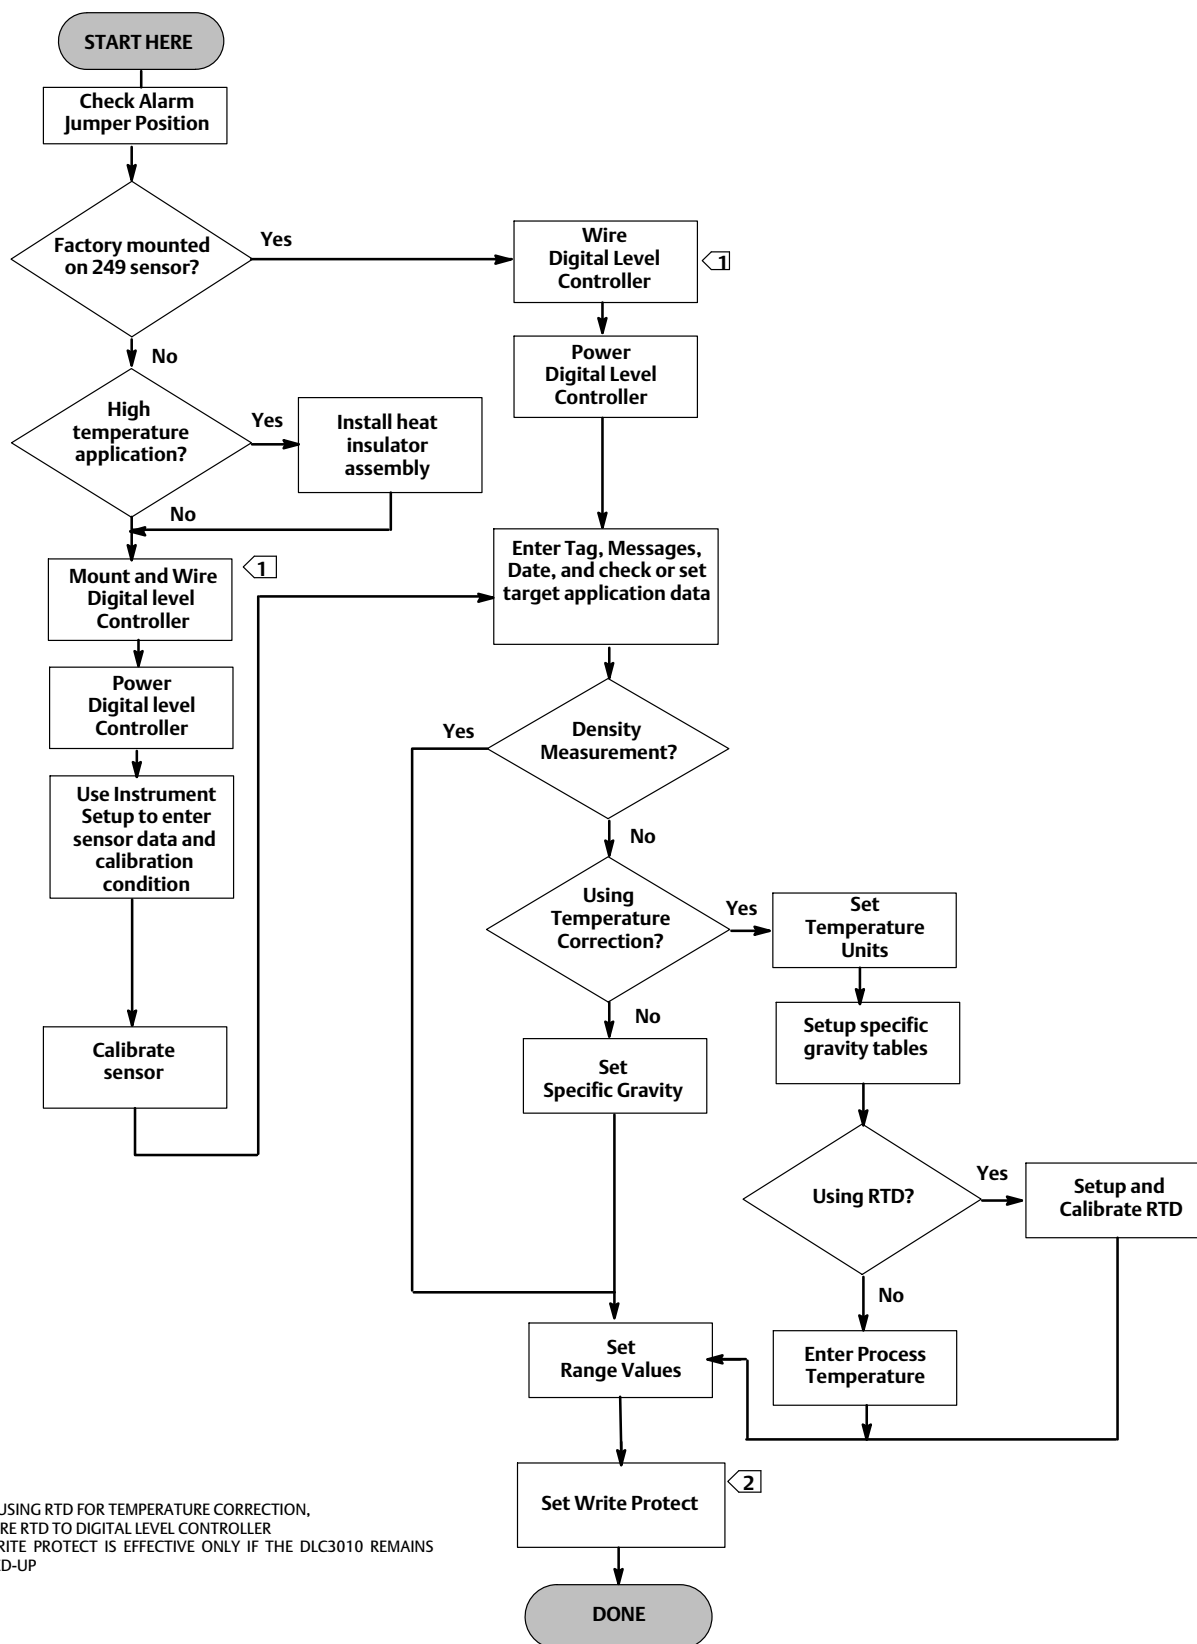 START HERE
Check Alarm
Jumper Position
Factory mounted
on 249 sensor?
Yes
No
Wire
Digital Level
Controller
1
Power
Digital Level
Controller
High
temperature
application?
Yes
No
Install heat
insulator
assembly
Mount and Wire
Digital level
Controller
1
Power
Digital level
Controller
Use Instrument
Setup to enter
sensor data and
calibration
condition
Calibrate
sensor
Enter Tag, Messages,
Date, and check or set
target application data
Density
Measurement?
Yes
No
Using
Temperature
Correction?
Yes
No
Set
Temperature
Units
Setup specific
gravity tables
Set
Specific Gravity
Using RTD?
Yes
No
Setup and
Calibrate RTD
Enter Process
Temperature
Set
Range Values
Set Write Protect
2
DONE
USING RTD FOR TEMPERATURE CORRECTION,
RE RTD TO DIGITAL LEVEL CONTROLLER
RITE PROTECT IS EFFECTIVE ONLY IF THE DLC3010 REMAINS
ED-UP